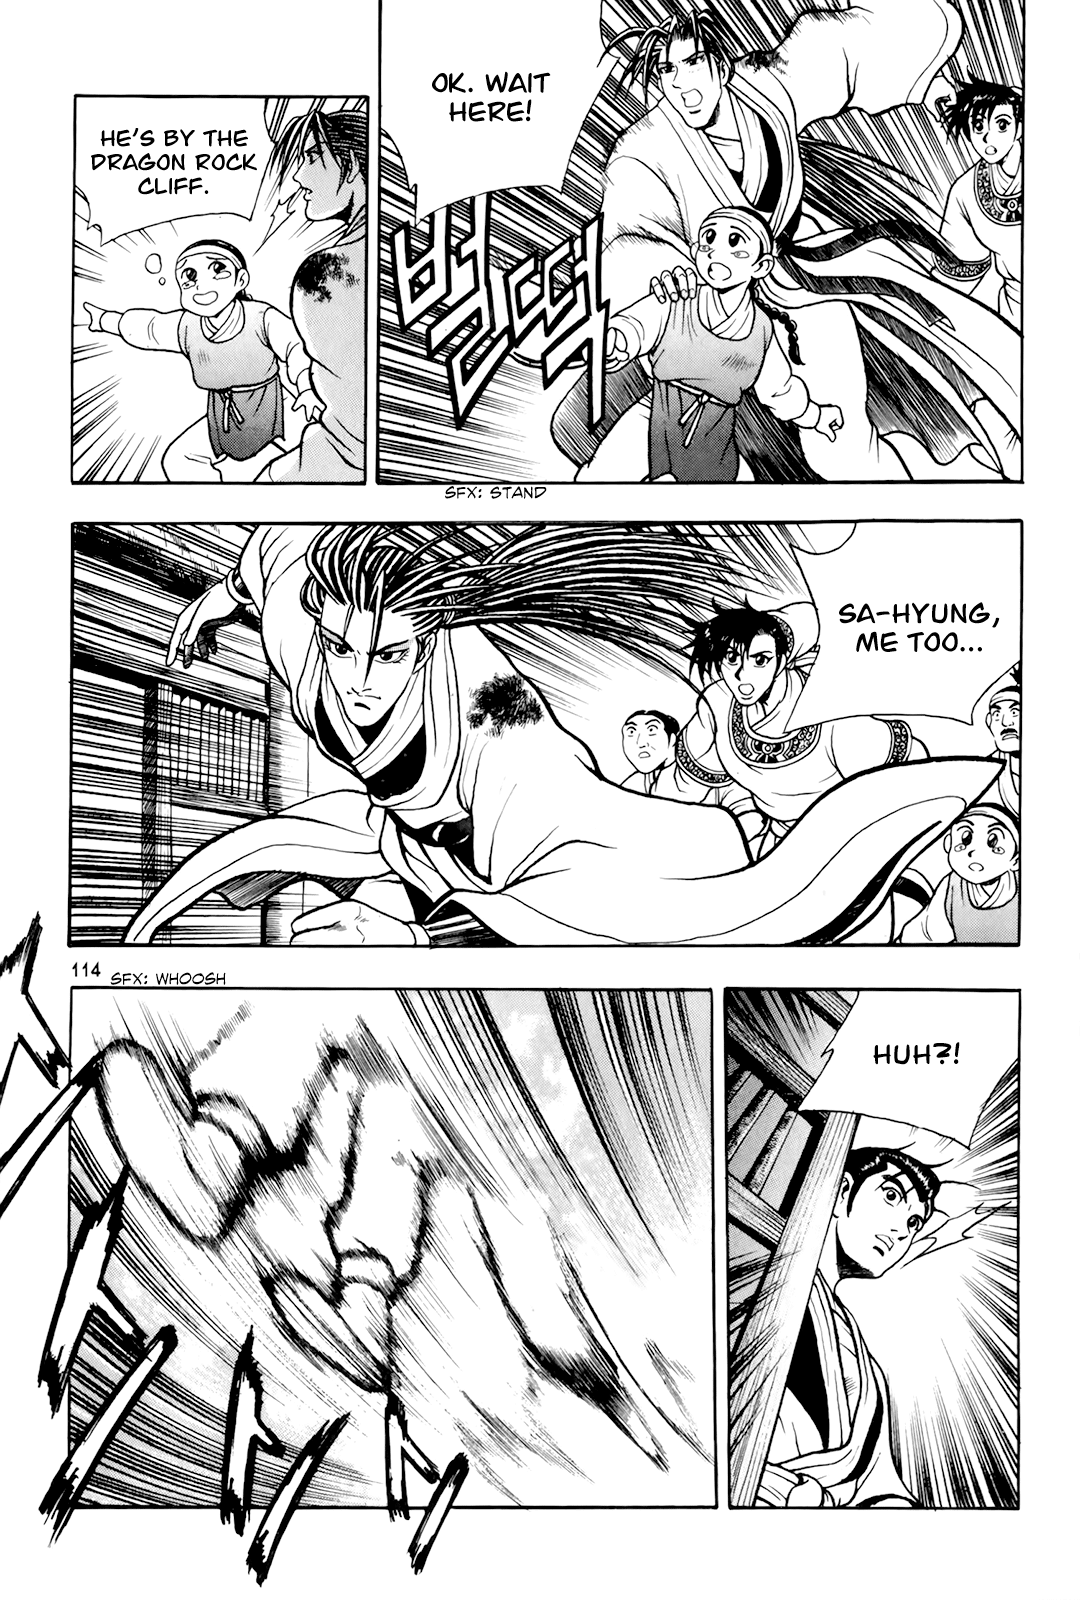 HE'S BY THE
DRAGON ROCK
CLIFF.
OK. WAIT
HERE!
벌떡
SFX: STAND
SA-HYUNG,
ME TOO...
114
SFX: WHOOSH
HUH?!